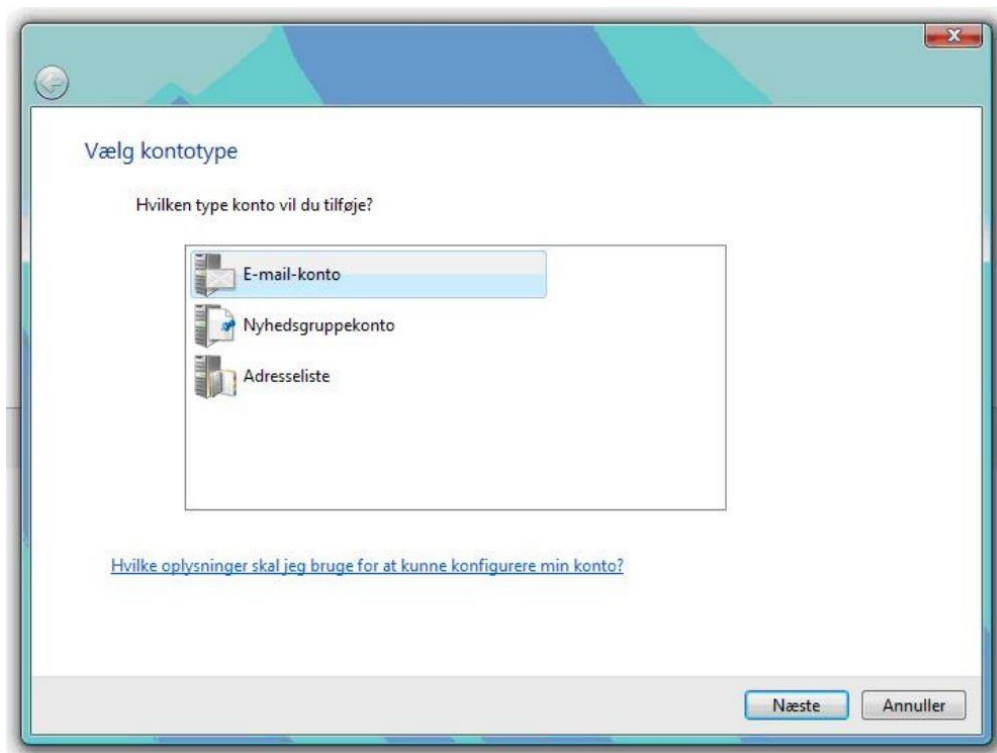 Vælg kontotype
Hvilken type konto vil du tilføje?
E-mail-konto
Nyhedsgruppekonto
Adresseliste
Hvilke oplysninger skal jeg bruge for at kunne konfigurere min konto?
Næste
Annuller